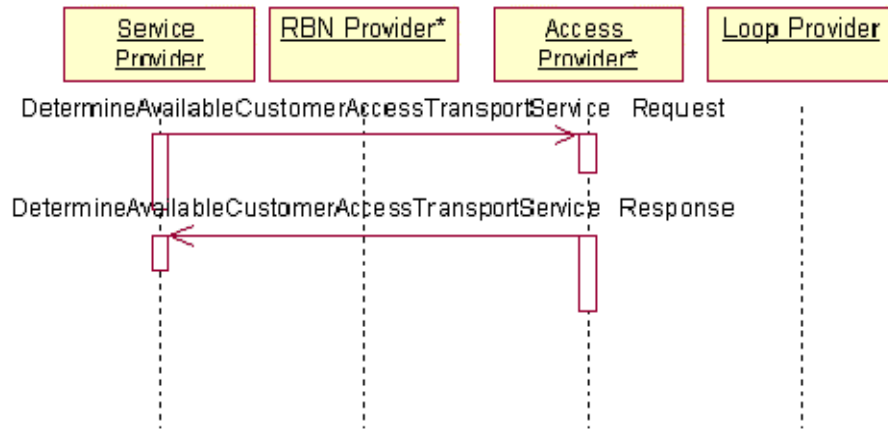 Service
Provider
RBN Provider*
Access
Provider*
Loop Provider
DetermineAvailableCustomerAccessTransportService Request
DetermineAvailableCustomerAccessTransportService Response